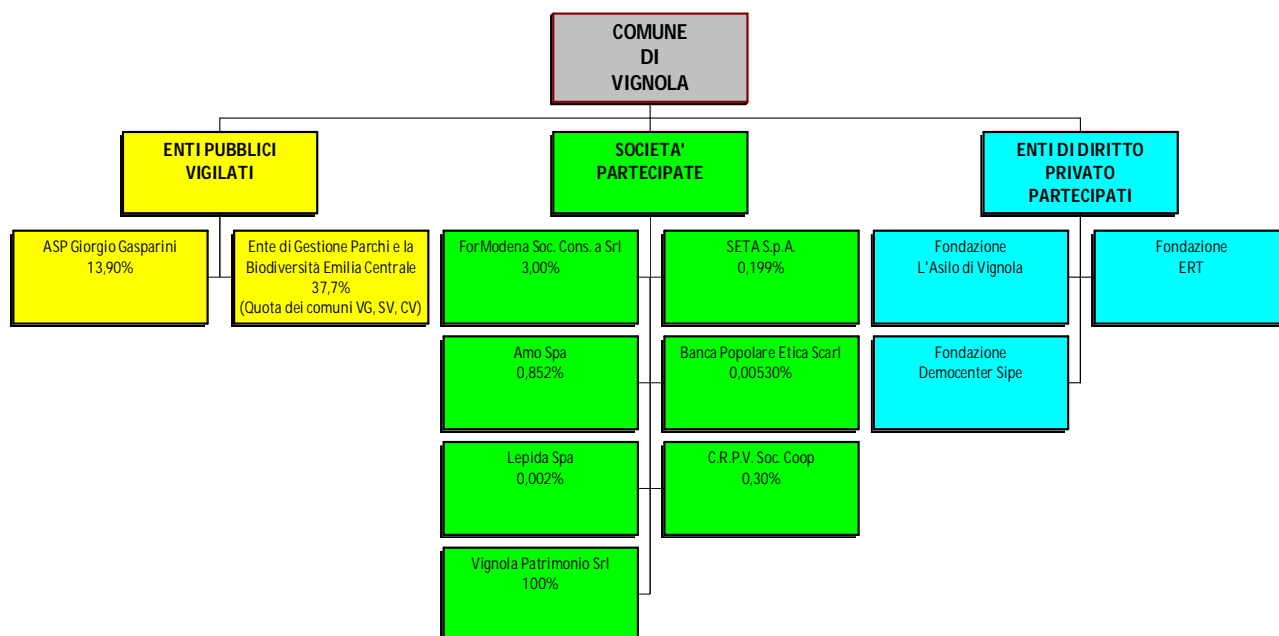 COMUNE
DI
VIGNOLA
ENTI PUBBLICI
VIGILATI
SOCIETA'
PARTECIPATE
ENTI DI DIRITTO
PRIVATO
PARTECIPATI
ASP Giorgio Gasparini
13,90%
Ente di Gestione Parchi e la
Biodiversità Emilia Centrale
37,7%
(Quota dei comuni VG, SV, CV)
ForModena Soc. Cons. a Srl
3,00%
SETA S.p.A.
0,199%
Fondazione
L'Asilo di Vignola
Fondazione
ERT
Amo Spa
0,852%
Banca Popolare Etica Scarl
0,00530%
Fondazione
Democenter Sipe
Lepida Spa
0,002%
C.R.P.V. Soc. Coop
0,30%
Vignola Patrimonio Srl
100%